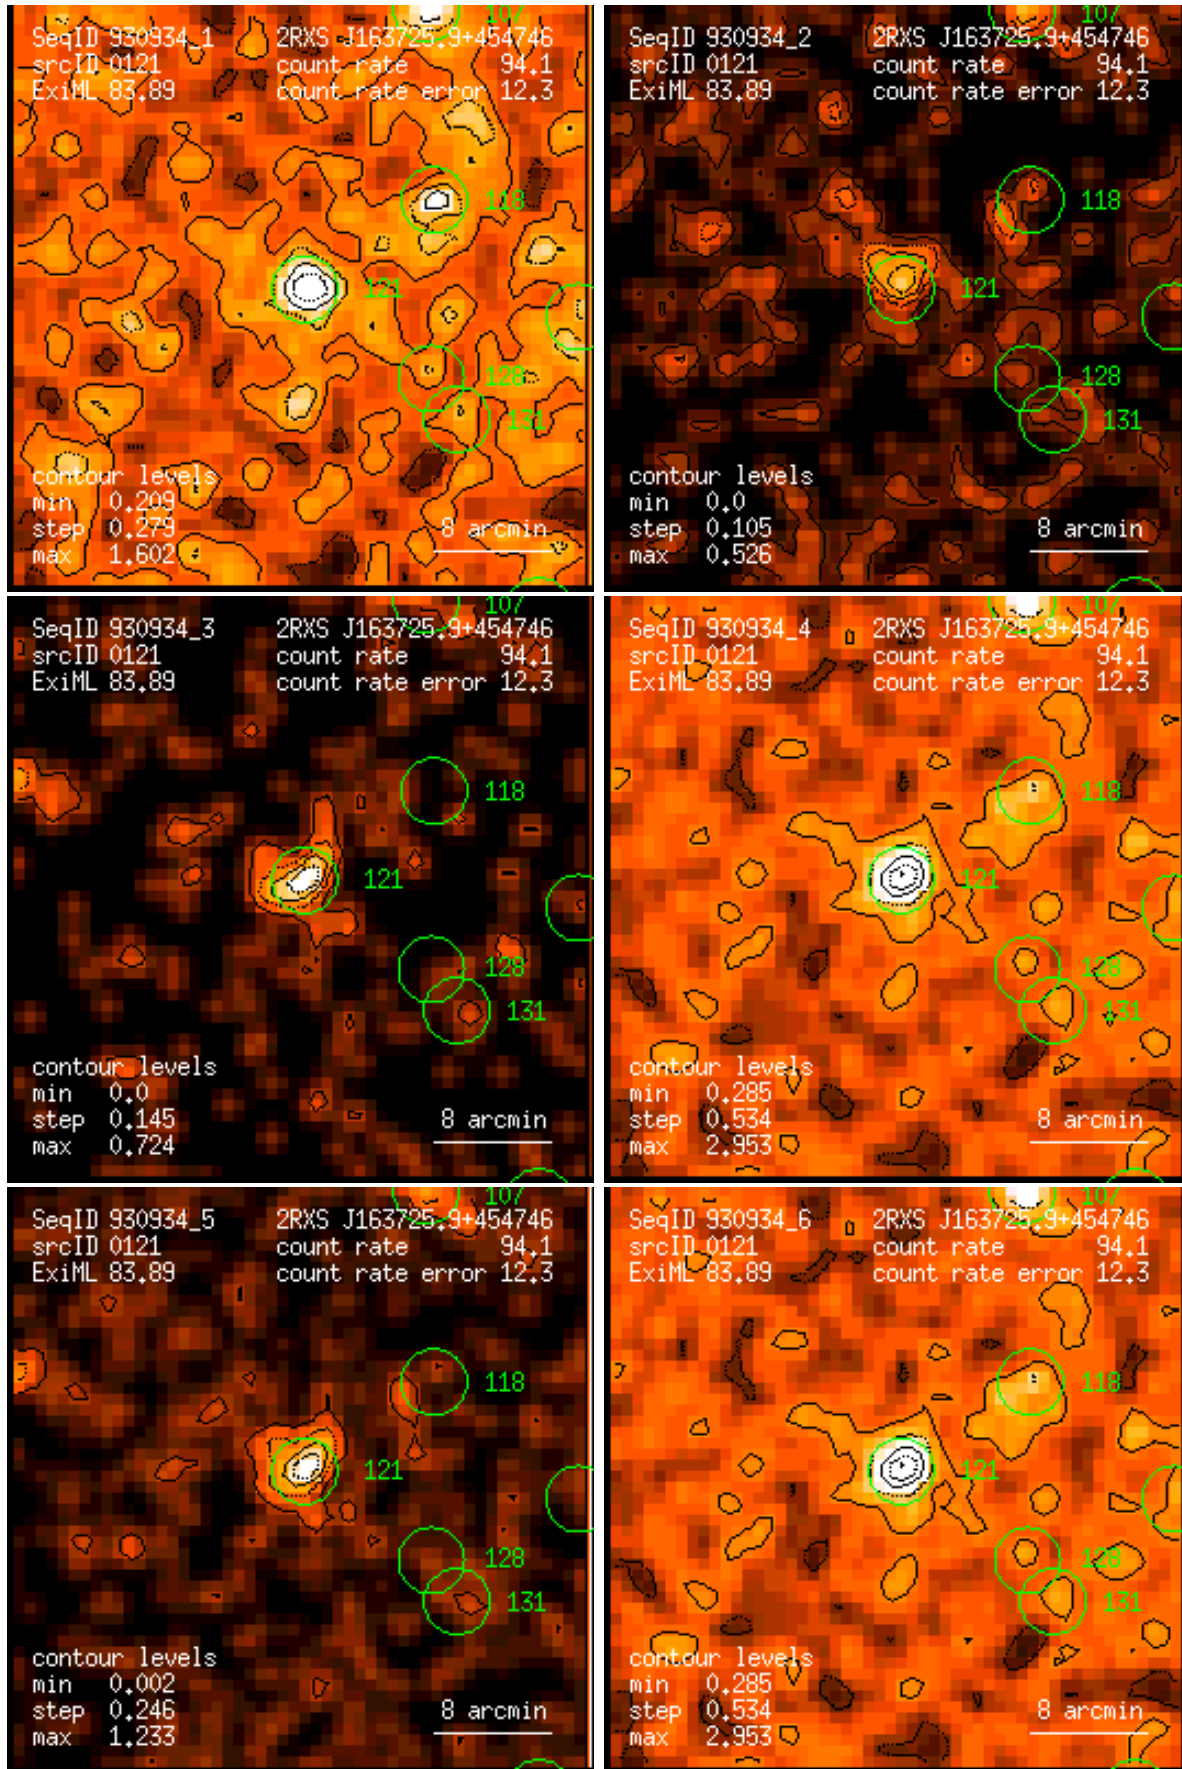 107
SeqID 930934_1 2RXS J163725.9+454746
srcID 0121 count rate 94.1
ExiML 83.89 count rate error 12.3
118
121
128
131
contour levels
min 0.209
step 0.279 8 arcmin
max 1.602
107
SeqID 930934_2 2RXS J163725.9+454746
srcID 0121 count rate 94.1
ExiML 83.89 count rate error 12.3
118
121
128
131
contour levels
min 0.0
step 0.105 8 arcmin
max 0.526
107
SeqID 930934_3 2RXS J163725.9+454746
srcID 0121 count rate 94.1
ExiML 83.89 count rate error 12.3
118
121
128
131
contour levels
min 0.0
step 0.145 8 arcmin
max 0.724
107
SeqID 930934_4 2RXS J163725.9+454746
srcID 0121 count rate 94.1
ExiML 83.89 count rate error 12.3
118
121
128
131
contour levels
min 0.285
step 0.534 8 arcmin
max 2.953
107
SeqID 930934_5 2RXS J163725.9+454746
srcID 0121 count rate 94.1
ExiML 83.89 count rate error 12.3
118
121
128
131
contour levels
min 0.002
step 0.246 8 arcmin
max 1.233
107
SeqID 930934_6 2RXS J163725.9+454746
srcID 0121 count rate 94.1
ExiML 83.89 count rate error 12.3
118
121
128
131
contour levels
min 0.285
step 0.534 8 arcmin
max 2.953